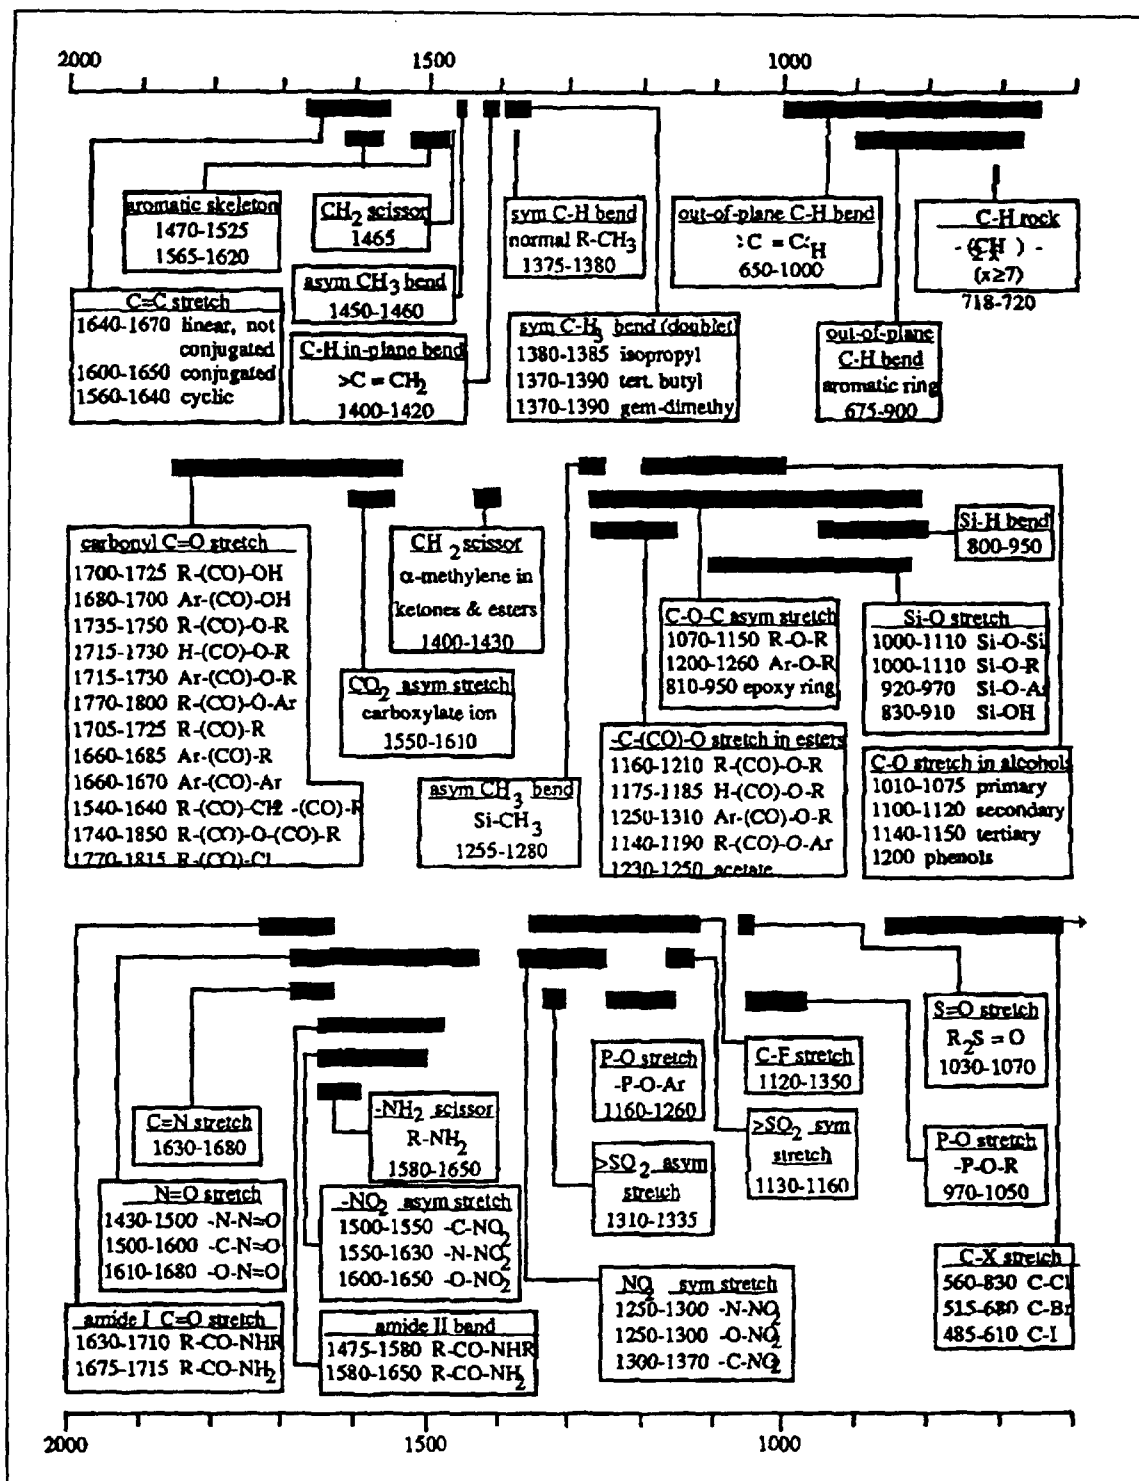 2000 1500 1000
aromatic skeleton
1470-1525
1565-1620
CH2 scissor
1465
sym C-H bend
normal R-CH3
1375-1380
out-of-plane C-H bend
>C = C<H
650-1000
C-H rock
-(CH2)x-
(x≥7)
718-720
C=C stretch
1640-1670 linear, not
conjugated
1600-1650 conjugated
1560-1640 cyclic
asym CH3 bend
1450-1460
C-H in-plane bend
>C = CH2
1400-1420
sym C-H3 bend (doublet)
1380-1385 isopropyl
1370-1390 tert. butyl
1370-1390 gem-dimethy
out-of-plane
C-H bend
aromatic ring
675-900
carbonyl C=O stretch
1700-1725 R-(CO)-OH
1680-1700 Ar-(CO)-OH
1735-1750 R-(CO)-O-R
1715-1730 H-(CO)-O-R
1715-1730 Ar-(CO)-O-R
1770-1800 R-(CO)-O-Ar
1705-1725 R-(CO)-R
1660-1685 Ar-(CO)-R
1660-1670 Ar-(CO)-Ar
1540-1640 R-(CO)-CH2-(CO)-R
1740-1850 R-(CO)-O-(CO)-R
1770-1815 R-(CO)-Cl
CH2 scissor
α-methylene in
ketones & esters
1400-1430
CO2 asym stretch
carboxylate ion
1550-1610
asym CH3 bend
Si-CH3
1255-1280
C-O-C asym stretch
1070-1150 R-O-R
1200-1260 Ar-O-R
810-950 epoxy ring
Si-H bend
800-950
Si-O stretch
1000-1110 Si-O-Si
1000-1110 Si-O-R
920-970 Si-O-Ar
830-910 Si-OH
-C-(CO)-O stretch in esters
1160-1210 R-(CO)-O-R
1175-1185 H-(CO)-O-R
1250-1310 Ar-(CO)-O-R
1140-1190 R-(CO)-O-Ar
1230-1250 acetate
C-O stretch in alcohols
1010-1075 primary
1100-1120 secondary
1140-1150 tertiary
1200 phenols
C=N stretch
1630-1680
N=O stretch
1430-1500 -N-N=O
1500-1600 -C-N=O
1610-1680 -O-N=O
amide I C=O stretch
1630-1710 R-CO-NHR
1675-1715 R-CO-NH2
-NH2 scissor
R-NH2
1580-1650
-NO2 asym stretch
1500-1550 -C-NO2
1550-1630 -N-NO2
1600-1650 -O-NO2
amide II band
1475-1580 R-CO-NHR
1580-1650 R-CO-NH2
P-O stretch
-P-O-Ar
1160-1260
>SO2 asym
stretch
1310-1335
NO2 sym stretch
1250-1300 -N-NO2
1250-1300 -O-NO2
1300-1370 -C-NO2
C-F stretch
1120-1350
>SO2 sym
stretch
1130-1160
S=O stretch
R2S = O
1030-1070
P-O stretch
-P-O-R
970-1050
C-X stretch
560-830 C-Cl
515-680 C-Br
485-610 C-I
2000 1500 1000